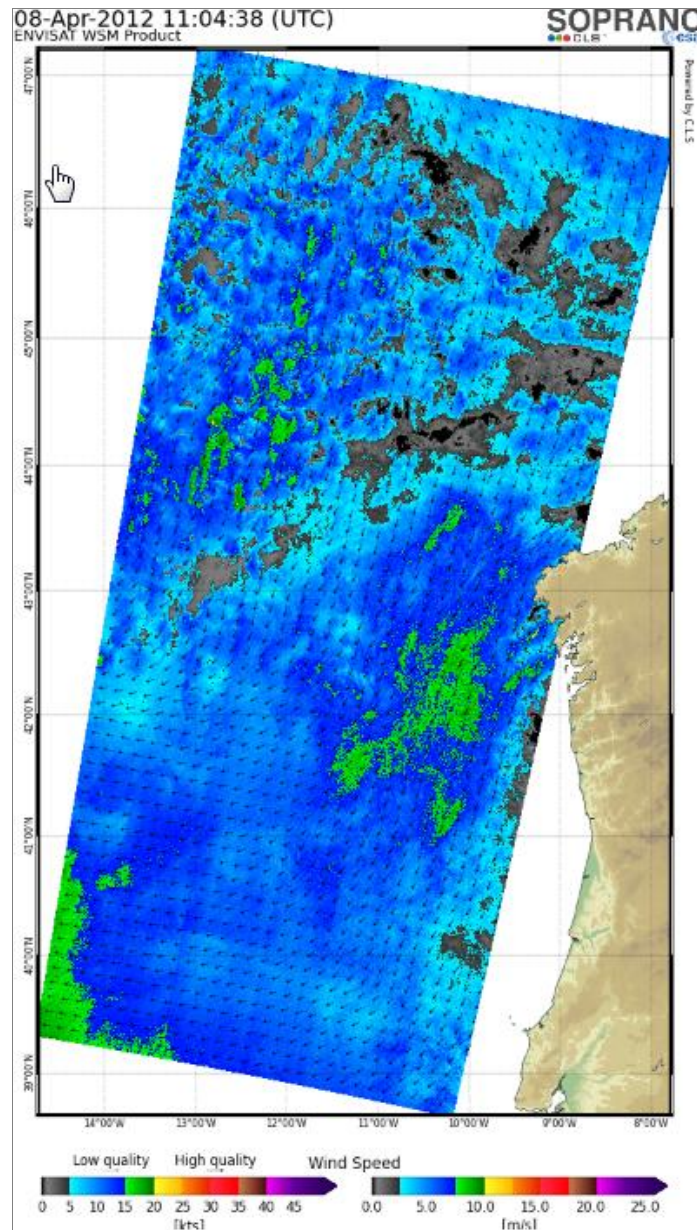 08-Apr-2012 11:04:38 (UTC)
ENVISAT WSM Product
SOPRANO
CLS
esa
Powered by C.L.S
47°00'N
46°00'N
45°00'N
44°00'N
43°00'N
42°00'N
41°00'N
40°00'N
39°00'N
14°00'W 13°00'W 12°00'W 11°00'W 10°00'W 9°00'W 8°00'W
Low quality High quality Wind Speed
0 5 10 15 20 25 30 35 40 45
[kts]
0.0 5.0 10.0 15.0 20.0 25.0
[m/s]